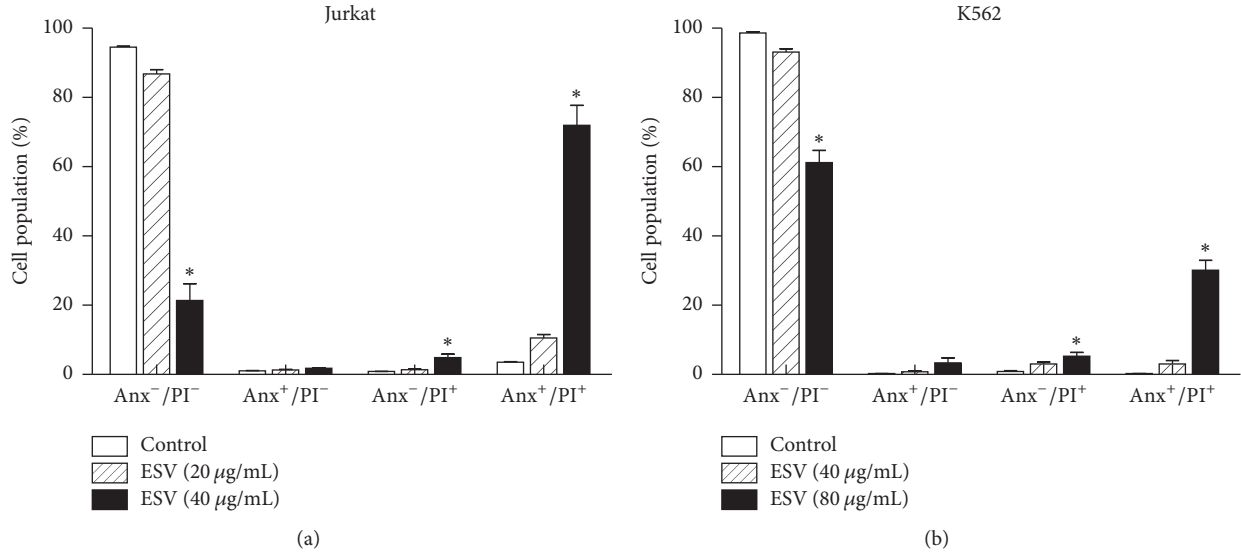 Jurkat
100
80
60
40
20
0
Cell population (%)
*
*
*
Anx⁻/PI⁻
Anx⁺/PI⁻
Anx⁻/PI⁺
Anx⁺/PI⁺
Control
ESV (20 µg/mL)
ESV (40 µg/mL)
(a)
K562
100
80
60
40
20
0
Cell population (%)
*
*
*
Anx⁻/PI⁻
Anx⁺/PI⁻
Anx⁻/PI⁺
Anx⁺/PI⁺
Control
ESV (40 µg/mL)
ESV (80 µg/mL)
(b)